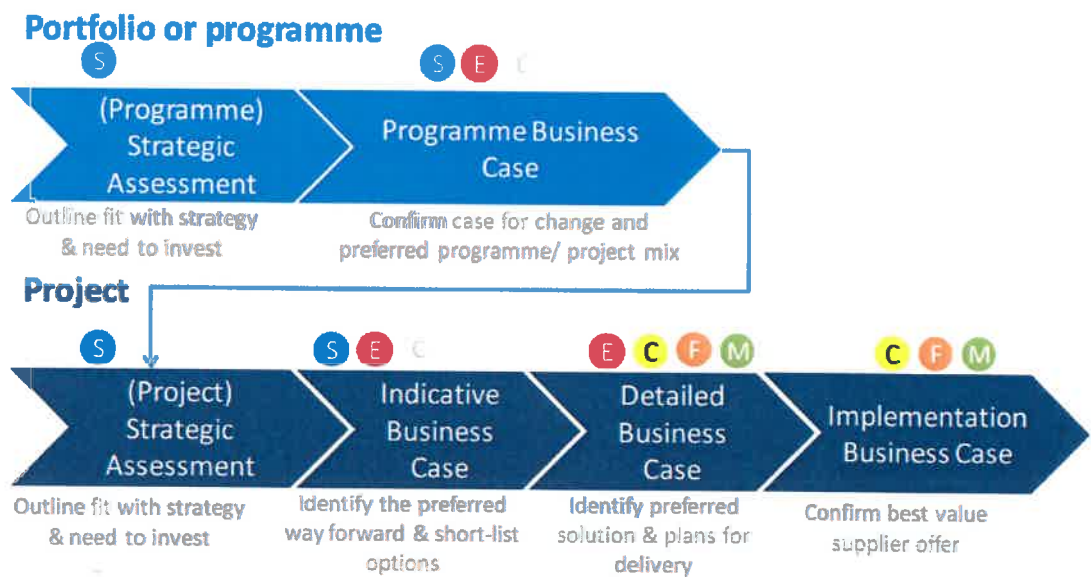 Portfolio or programme
S
S E C
(Programme)
Strategic
Assessment
Programme Business
Case
Outline fit with strategy
& need to invest
Confirm case for change and
preferred programme/ project mix
Project
S
S E C
E C F M
C F M
(Project)
Strategic
Assessment
Indicative
Business
Case
Detailed
Business
Case
Implementation
Business Case
Outline fit with strategy
& need to invest
Identify the preferred
way forward & short-list
options
Identify preferred
solution & plans for
delivery
Confirm best value
supplier offer